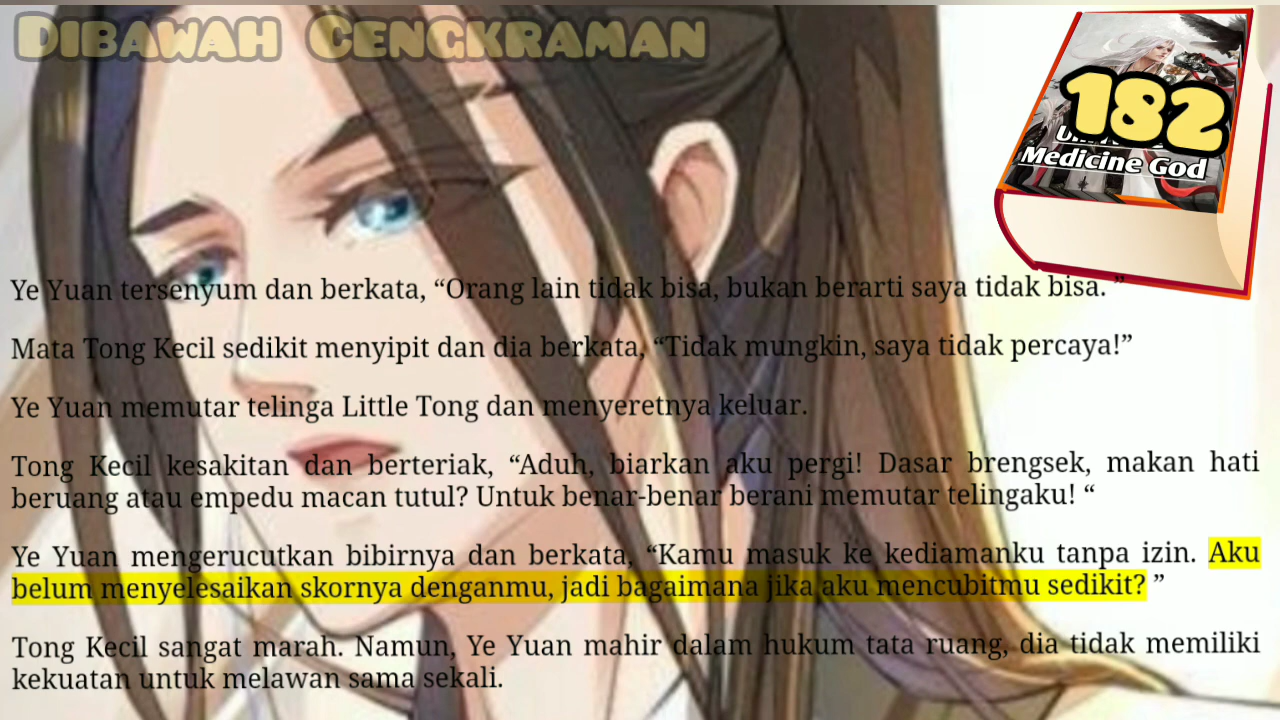 DIBAWAH CENGKRAMAN
182
Medicine God
Ye Yuan tersenyum dan berkata, “Orang lain tidak bisa, bukan berarti saya tidak bisa. ”
Mata Tong Kecil sedikit menyipit dan dia berkata, “Tidak mungkin, saya tidak percaya!”
Ye Yuan memutar telinga Little Tong dan menyeretnya keluar.
Tong Kecil kesakitan dan berteriak, “Aduh, biarkan aku pergi! Dasar brengsek, makan hati
beruang atau empedu macan tutul? Untuk benar-benar berani memutar telingaku! “
Ye Yuan mengerucutkan bibirnya dan berkata, “Kamu masuk ke kediamanku tanpa izin. Aku
belum menyelesaikan skornya denganmu, jadi bagaimana jika aku mencubitmu sedikit? ”
Tong Kecil sangat marah. Namun, Ye Yuan mahir dalam hukum tata ruang, dia tidak memiliki
kekuatan untuk melawan sama sekali.